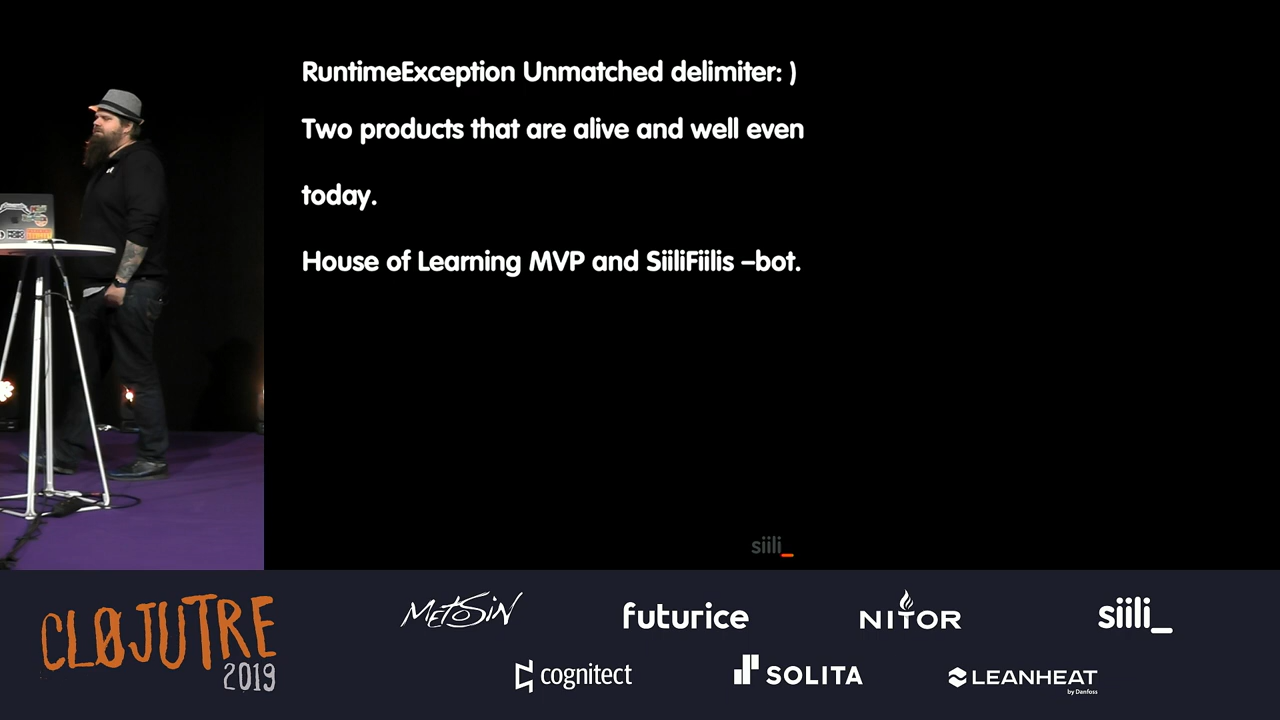 RuntimeException Unmatched delimiter: )
Two products that are alive and well even
today.
House of Learning MVP and SiiliFiilis –bot.
siili_
CLØJUTRE
2019
METOSIN
futurice
NITOR
siili_
cognitect
SOLITA
LEANHEAT
by Danfoss